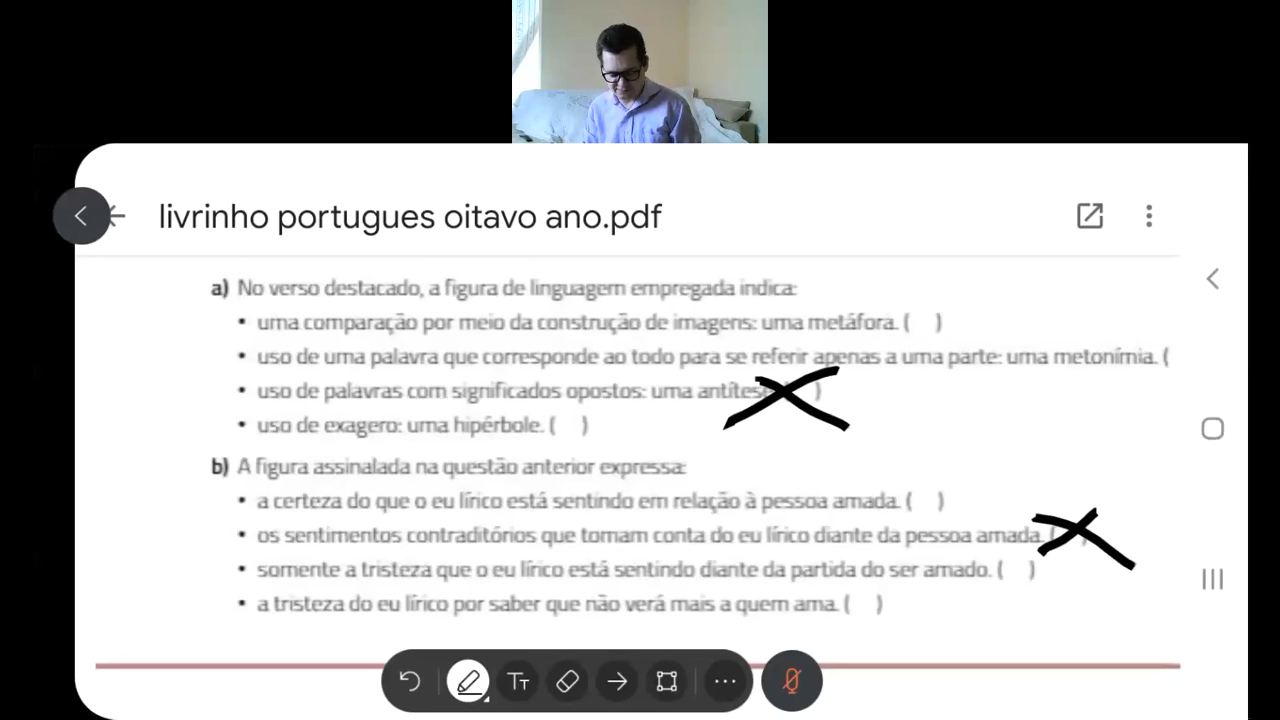 livrinho portugues oitavo ano.pdf
a) No verso destacado, a figura de linguagem empregada indica:
• uma comparação por meio da construção de imagens: uma metáfora. ( )
• uso de uma palavra que corresponde ao todo para se referir apenas a uma parte: uma metonímia. (
• uso de palavras com significados opostos: uma antítese. ( )
• uso de exagero: uma hipérbole. ( )
b) A figura assinalada na questão anterior expressa:
• a certeza do que o eu lírico está sentindo em relação à pessoa amada. ( )
• os sentimentos contraditórios que tomam conta do eu lírico diante da pessoa amada. ( )
• somente a tristeza que o eu lírico está sentindo diante da partida do ser amado. ( )
• a tristeza do eu lírico por saber que não verá mais a quem ama. ( )
TT